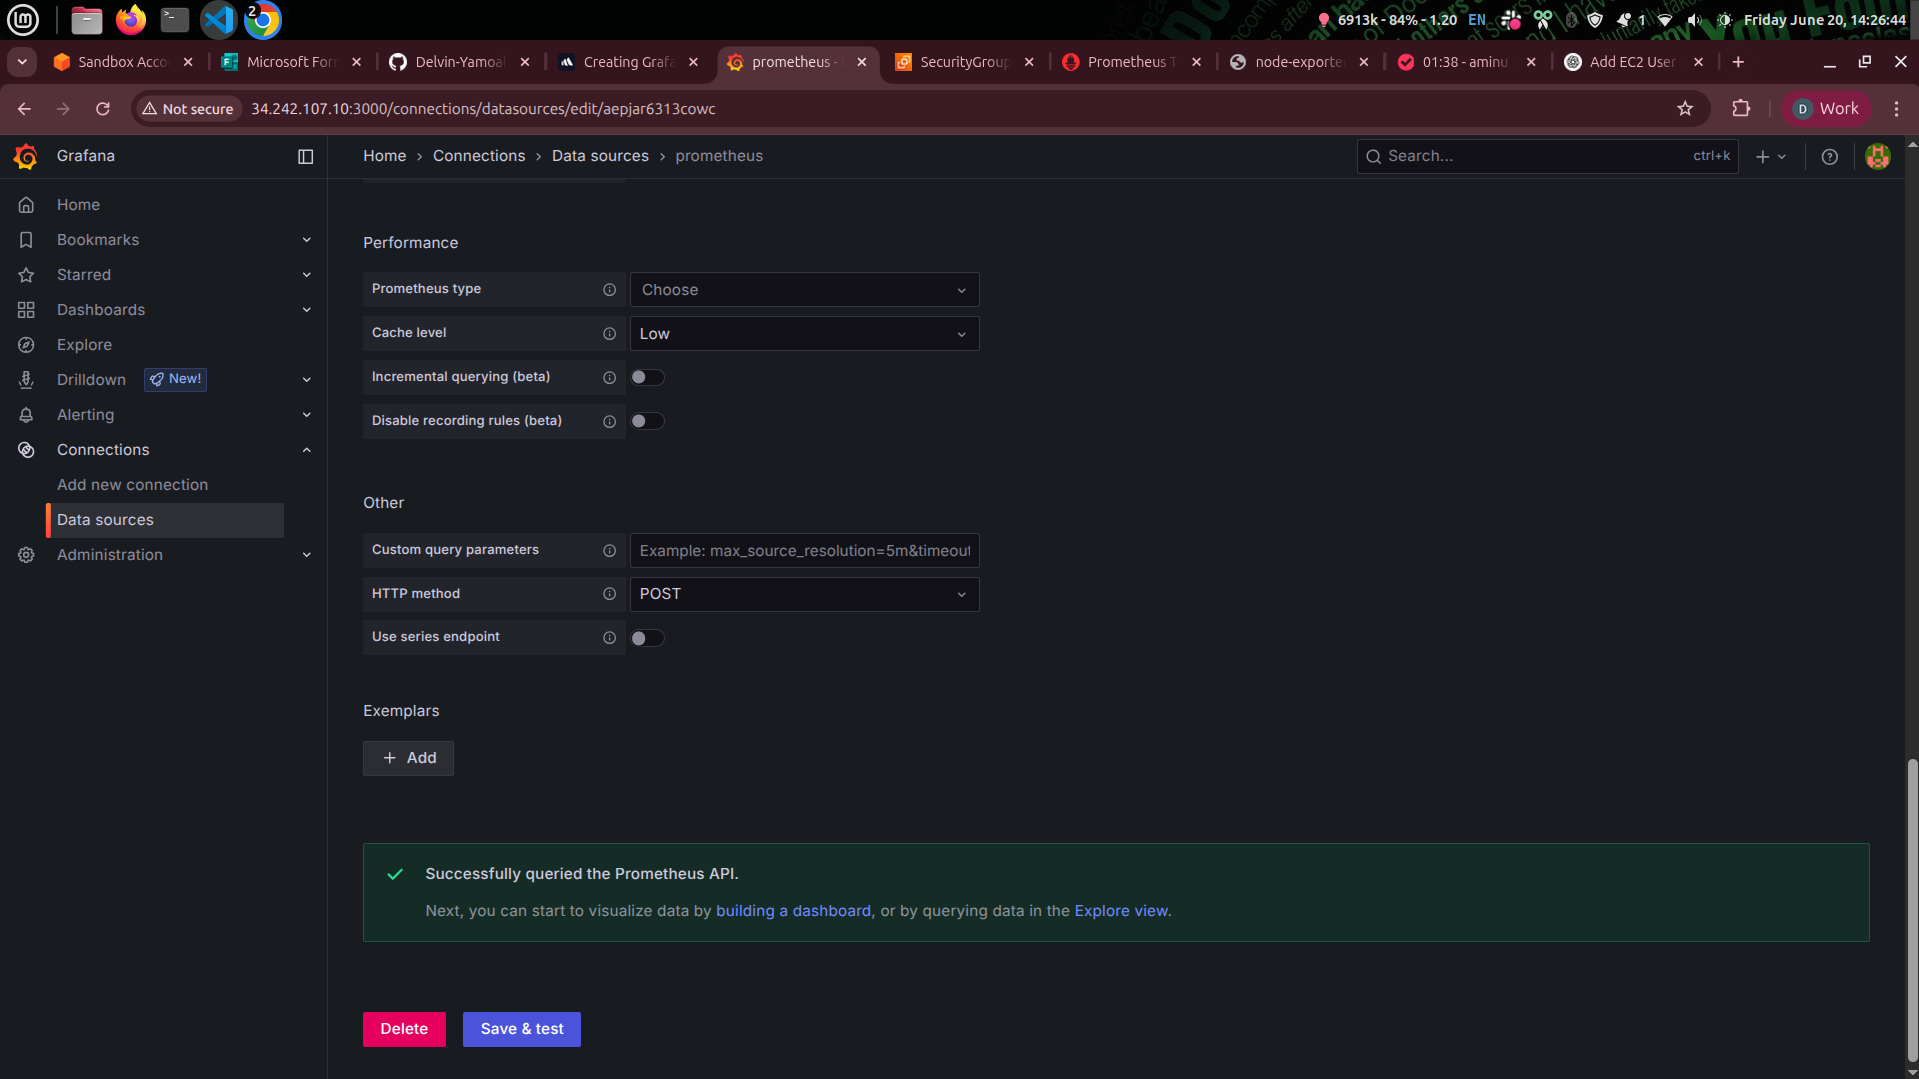 2
6913k - 84% - 1.20 EN 1 Friday June 20, 14:26:44
Sandbox Acco
Microsoft For
Delvin-Yamoa
Creating Grafa
prometheus -
SecurityGroup
Prometheus T
node-exporte
01:38 - aminu
Add EC2 User
Not secure 34.242.107.10:3000/connections/datasources/edit/aepjar6313cowc
D Work
Grafana
Home › Connections › Data sources › prometheus
Search... ctrl+k
Home
Bookmarks
Starred
Dashboards
Explore
Drilldown New!
Alerting
Connections
Add new connection
Data sources
Administration
Performance
Prometheus type Choose
Cache level Low
Incremental querying (beta)
Disable recording rules (beta)
Other
Custom query parameters Example: max_source_resolution=5m&timeout
HTTP method POST
Use series endpoint
Exemplars
+ Add
Successfully queried the Prometheus API.
Next, you can start to visualize data by building a dashboard, or by querying data in the Explore view.
Delete Save & test